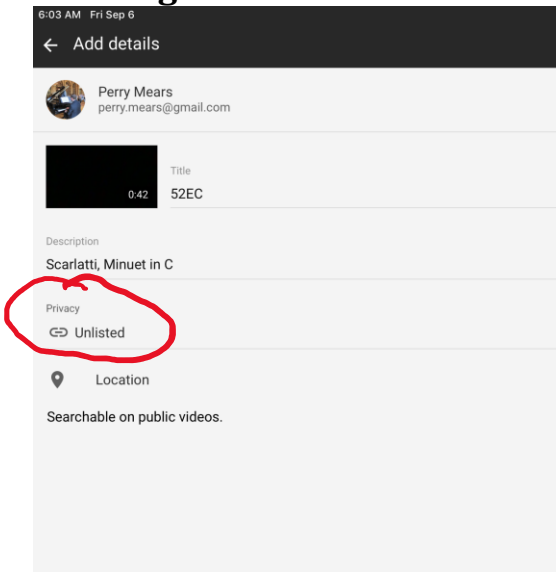 6:03 AM Fri Sep 6
← Add details
Perry Mears
perry.mears@gmail.com
Title
0:42 52EC
Description
Scarlatti, Minuet in C
Privacy
Unlisted
Location
Searchable on public videos.